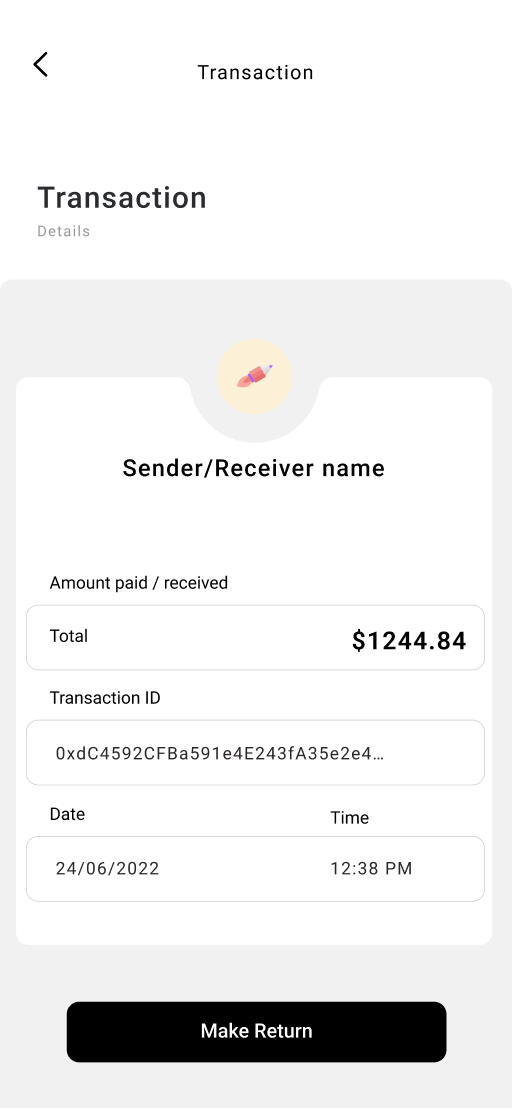 Transaction
Transaction
Details
Sender/Receiver name
Amount paid / received
Total $1244.84
Transaction ID
0xdC4592CFBa591e4E243fA35e2e4…
Date Time
24/06/2022 12:38 PM
Make Return